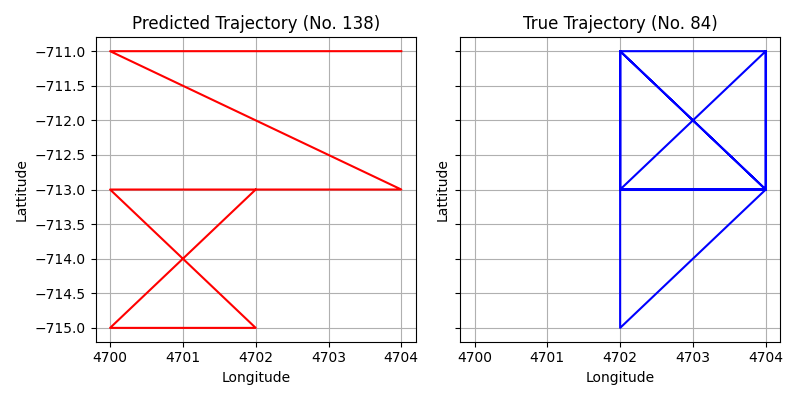 Predicted Trajectory (No. 138)
True Trajectory (No. 84)
−711.0
−711.5
−712.0
−712.5
−713.0
−713.5
−714.0
−714.5
−715.0
Lattitude
Lattitude
4700 4701 4702 4703 4704
4700 4701 4702 4703 4704
Longitude
Longitude